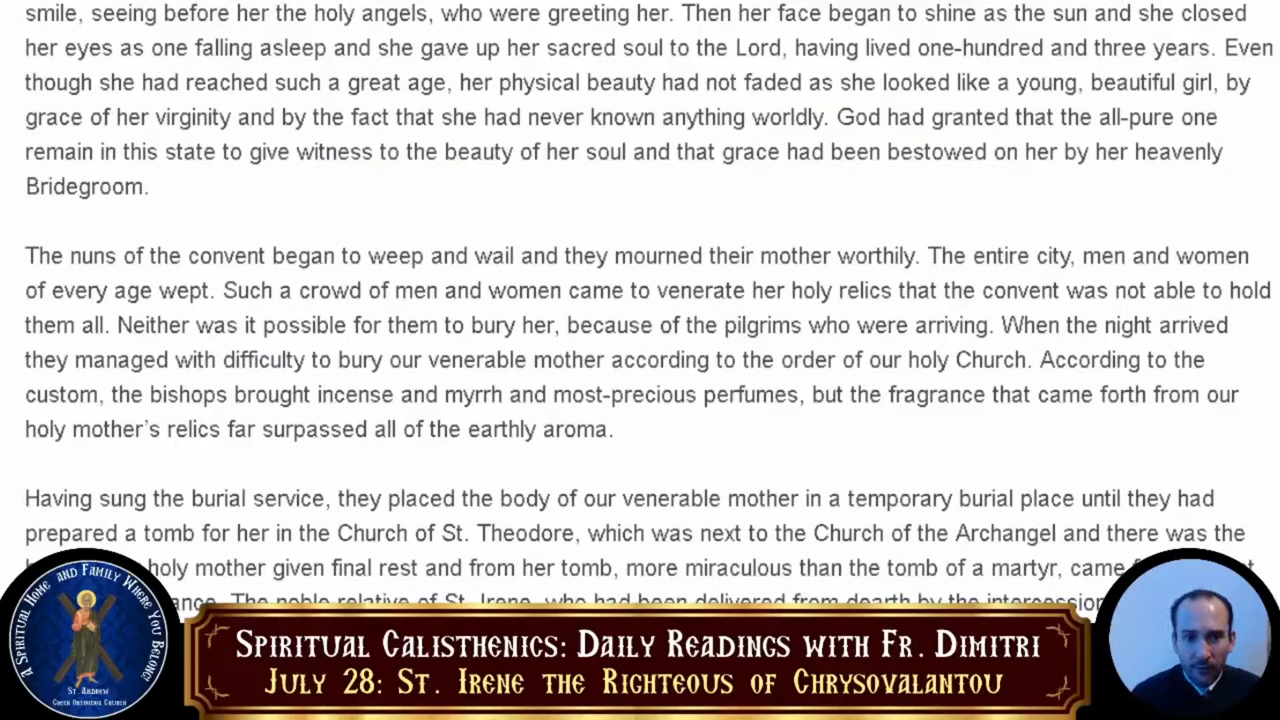 smile, seeing before her the holy angels, who were greeting her. Then her face began to shine as the sun and she closed
her eyes as one falling asleep and she gave up her sacred soul to the Lord, having lived one-hundred and three years. Even
though she had reached such a great age, her physical beauty had not faded as she looked like a young, beautiful girl, by
grace of her virginity and by the fact that she had never known anything worldly. God had granted that the all-pure one
remain in this state to give witness to the beauty of her soul and that grace had been bestowed on her by her heavenly
Bridegroom.
The nuns of the convent began to weep and wail and they mourned their mother worthily. The entire city, men and women
of every age wept. Such a crowd of men and women came to venerate her holy relics that the convent was not able to hold
them all. Neither was it possible for them to bury her, because of the pilgrims who were arriving. When the night arrived
they managed with difficulty to bury our venerable mother according to the order of our holy Church. According to the
custom, the bishops brought incense and myrrh and most-precious perfumes, but the fragrance that came forth from our
holy mother's relics far surpassed all of the earthly aroma.
Having sung the burial service, they placed the body of our venerable mother in a temporary burial place until they had
prepared a tomb for her in the Church of St. Theodore, which was next to the Church of the Archangel and there was the
holy mother given final rest and from her tomb, more miraculous than the tomb of a martyr, came
The noble relative of St. Irene, who had been delivered from death by the
A Spiritual Home and Family Where You Belong!
St. Andrew
Greek Orthodox Church
Spiritual Calisthenics: Daily Readings with Fr. Dimitri
July 28: St. Irene the Righteous of Chrysovalantou